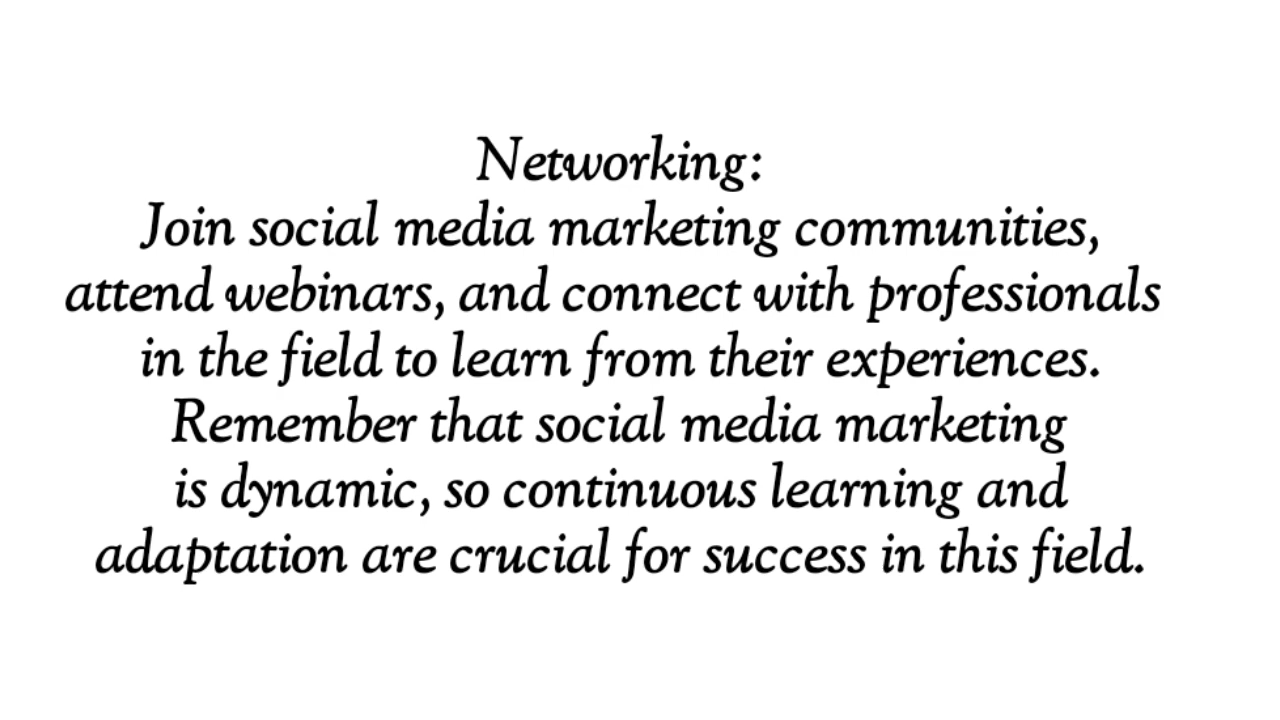 Networking:
Join social media marketing communities,
attend webinars, and connect with professionals
in the field to learn from their experiences.
Remember that social media marketing
is dynamic, so continuous learning and
adaptation are crucial for success in this field.